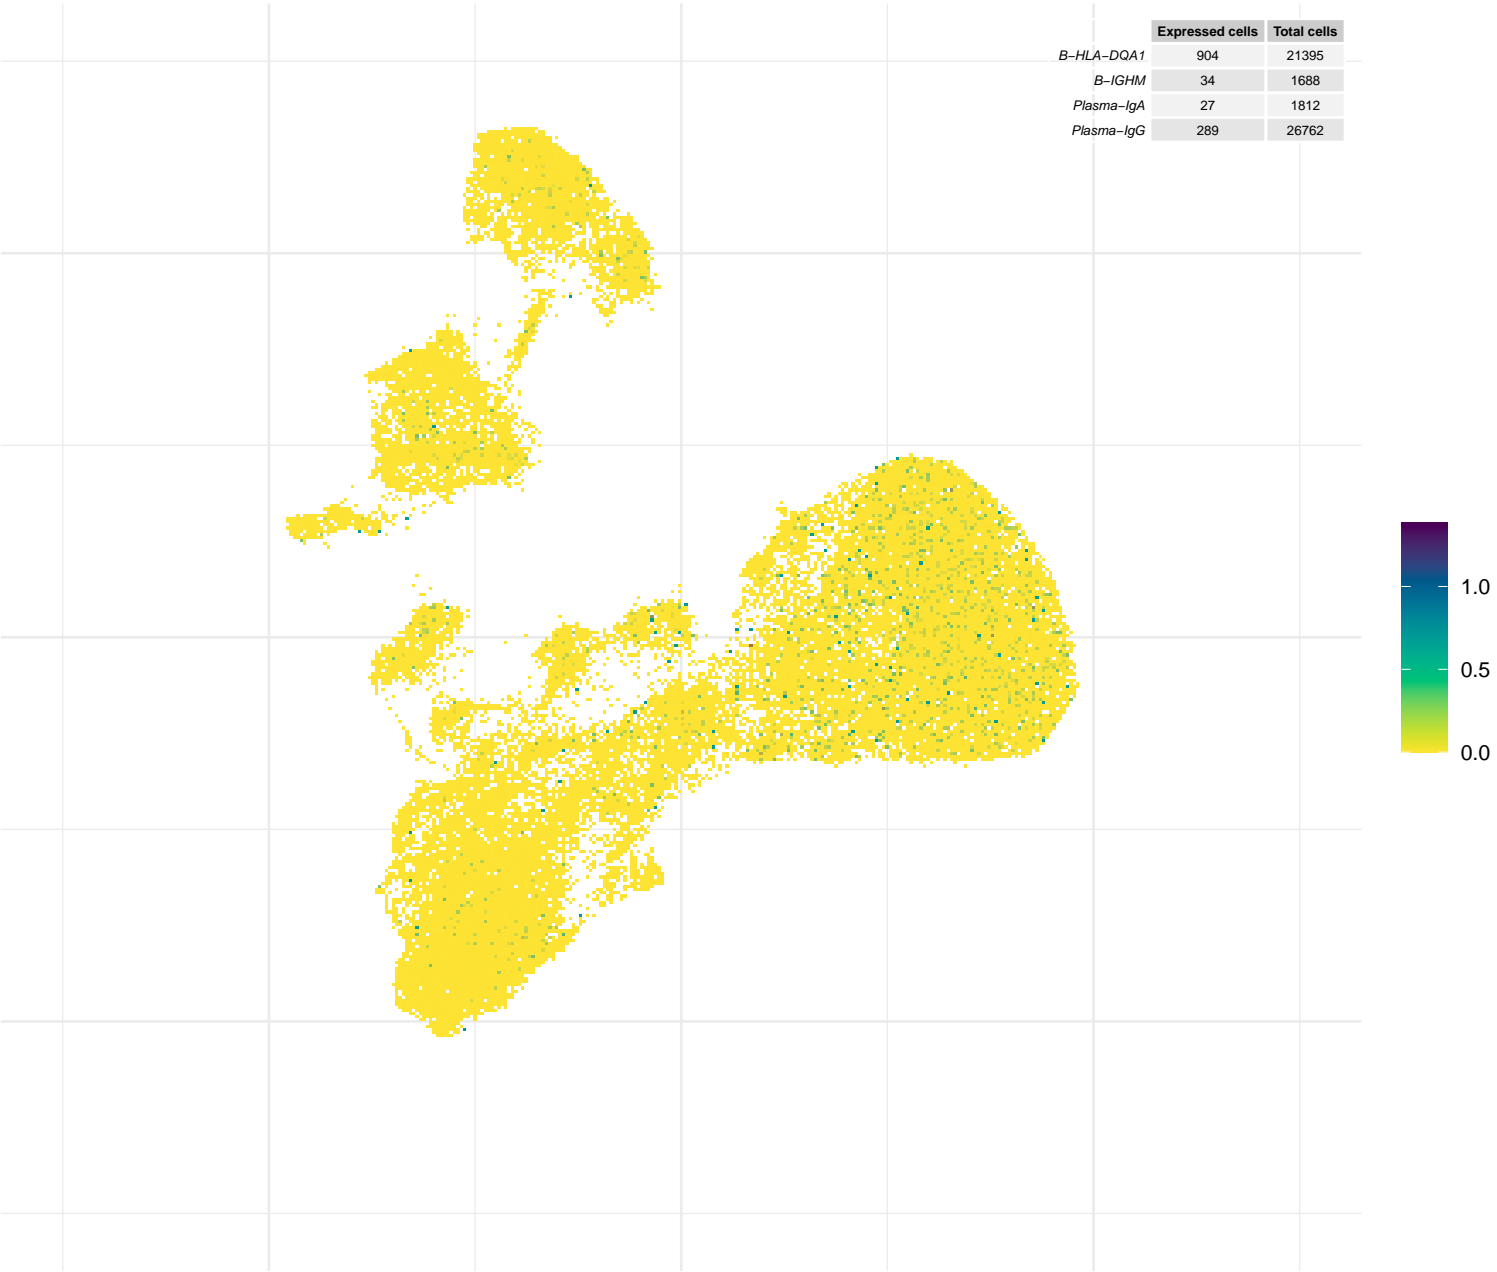 Expressed cells Total cells
B-HLA-DQA1 904 21395
B-IGHM 34 1688
Plasma-IgA 27 1812
Plasma-IgG 289 26762
1.0
0.5
0.0